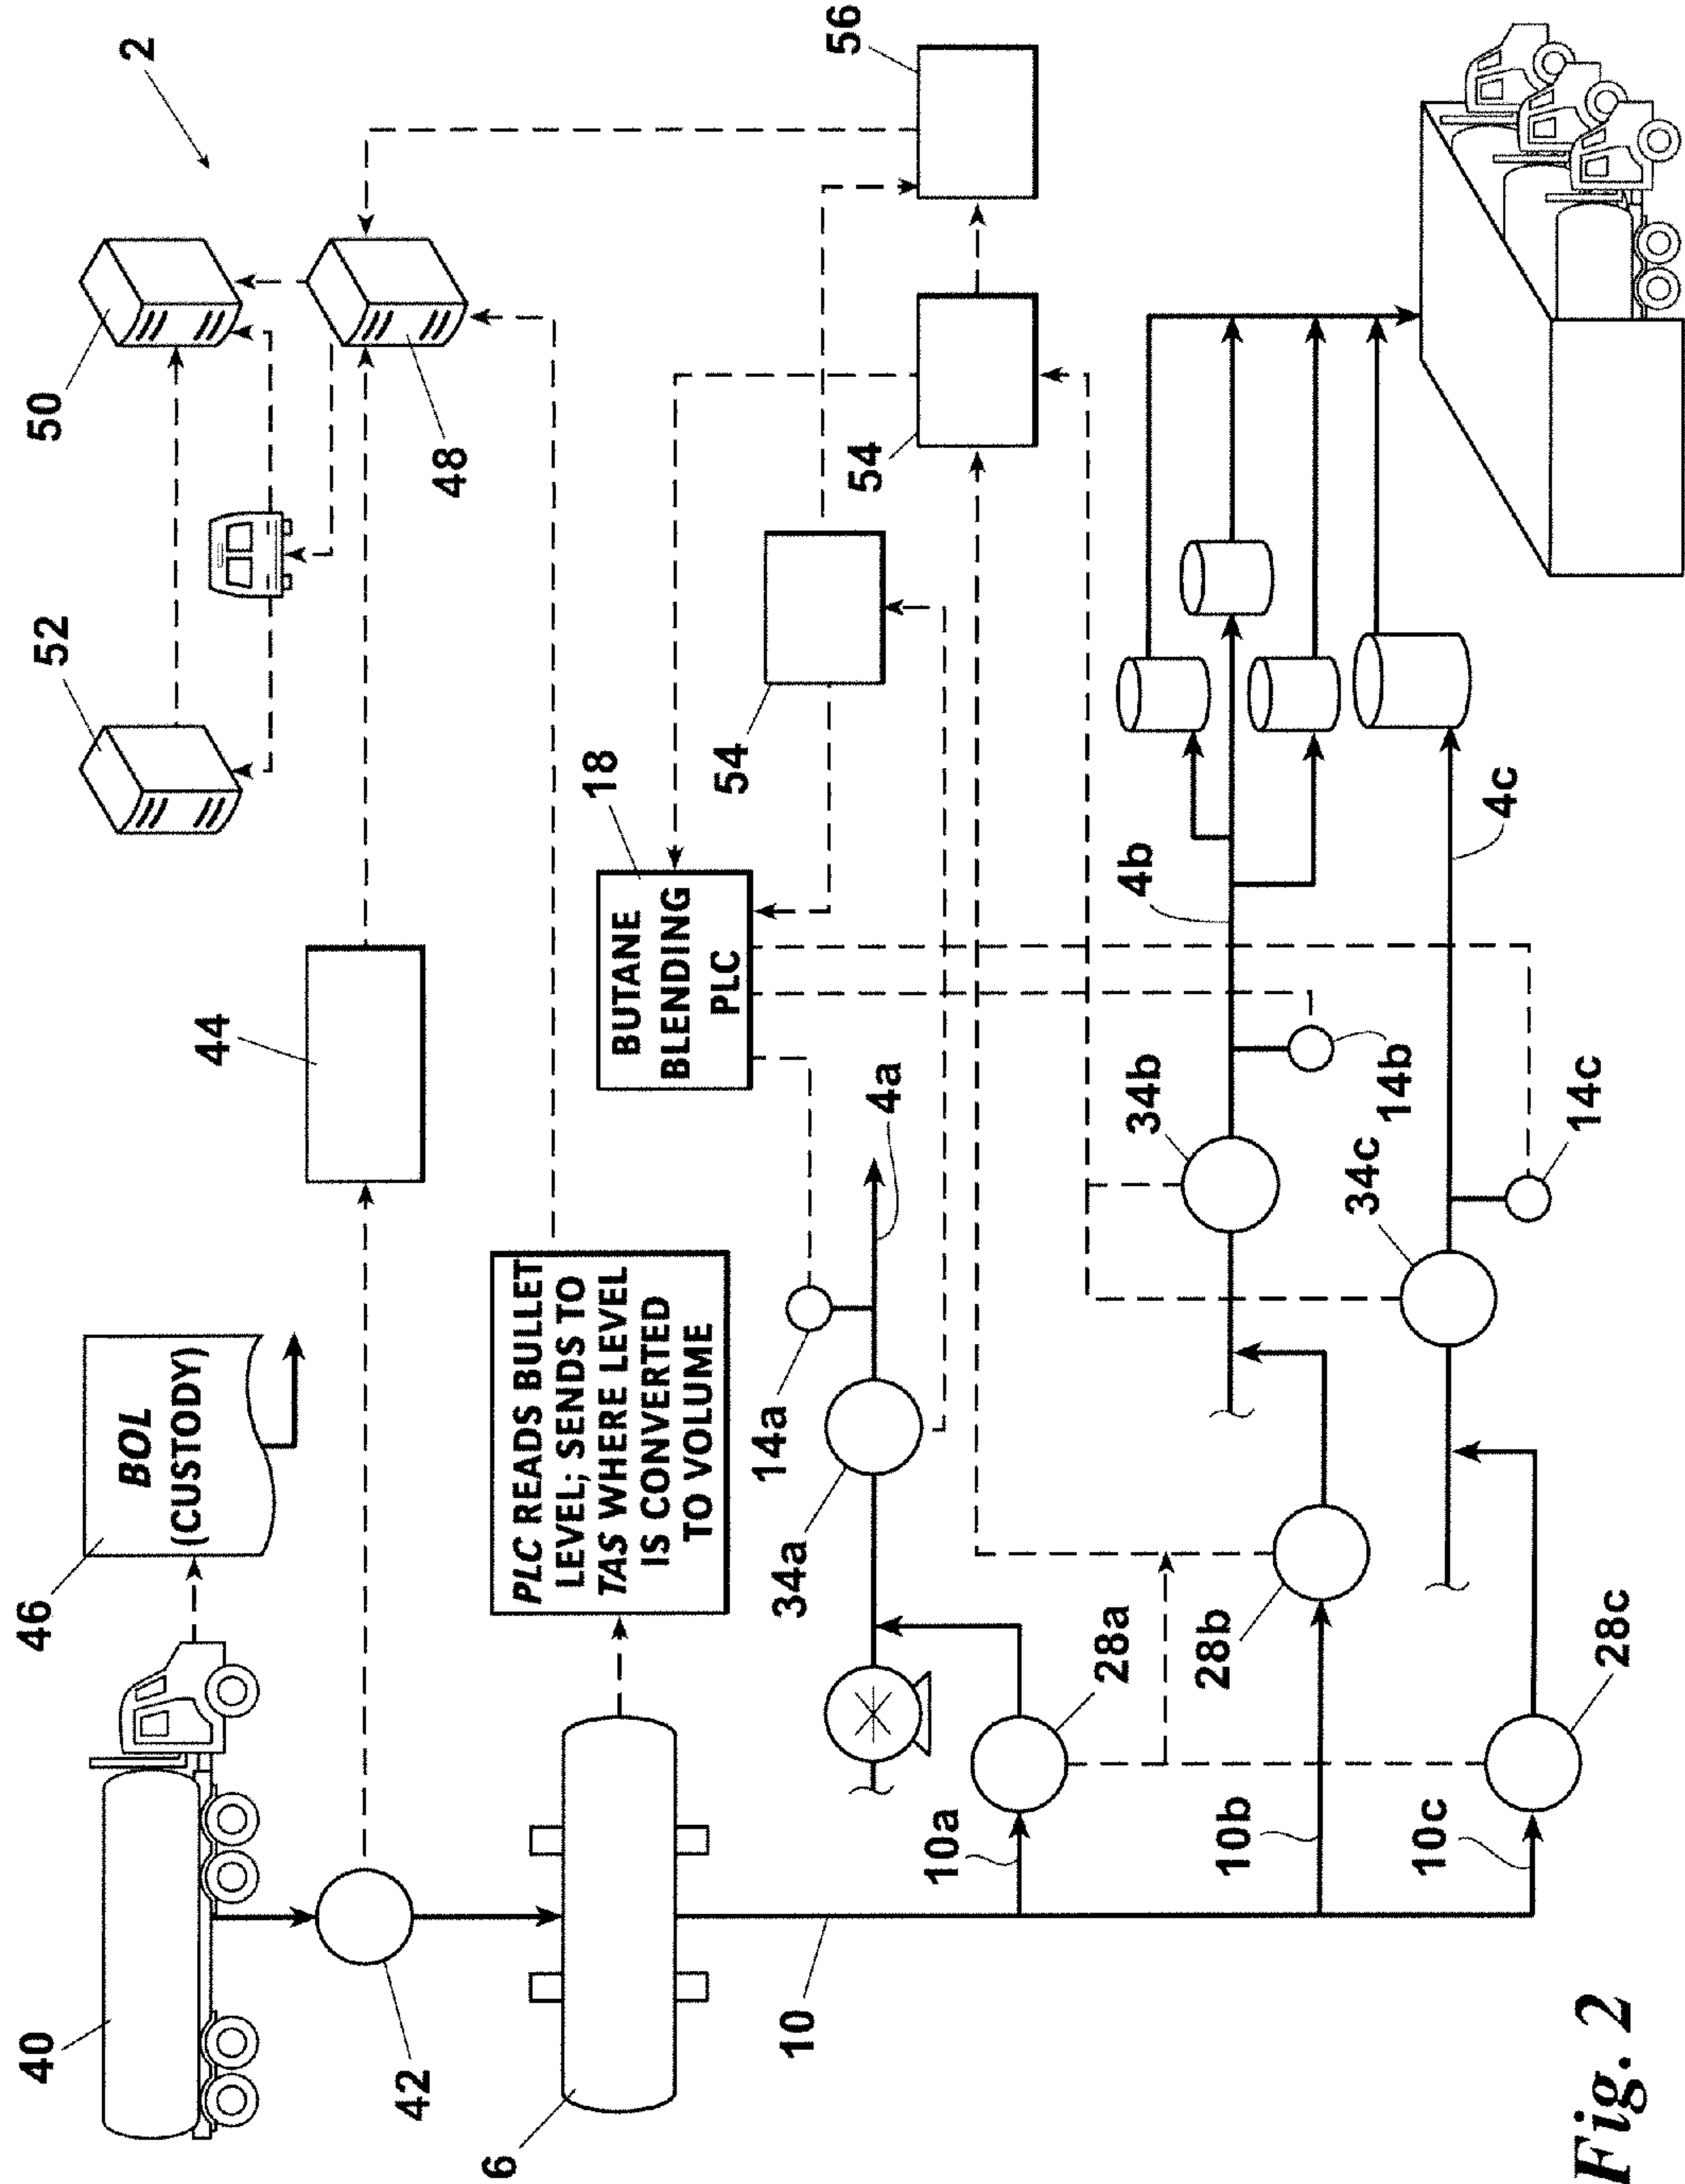 2
50
52
44
46
40
BOL
(CUSTODY)
48
42
56
PLC READS BULLET
LEVEL; SENDS TO
TAS WHERE LEVEL
IS CONVERTED
TO VOLUME
6
18
BUTANE
BLENDING
PLC
54
54
14a
4a
34a
10
10a
28a
34b
4b
14b
28b
10b
34c
4c
14c
28c
10c
Fig. 2